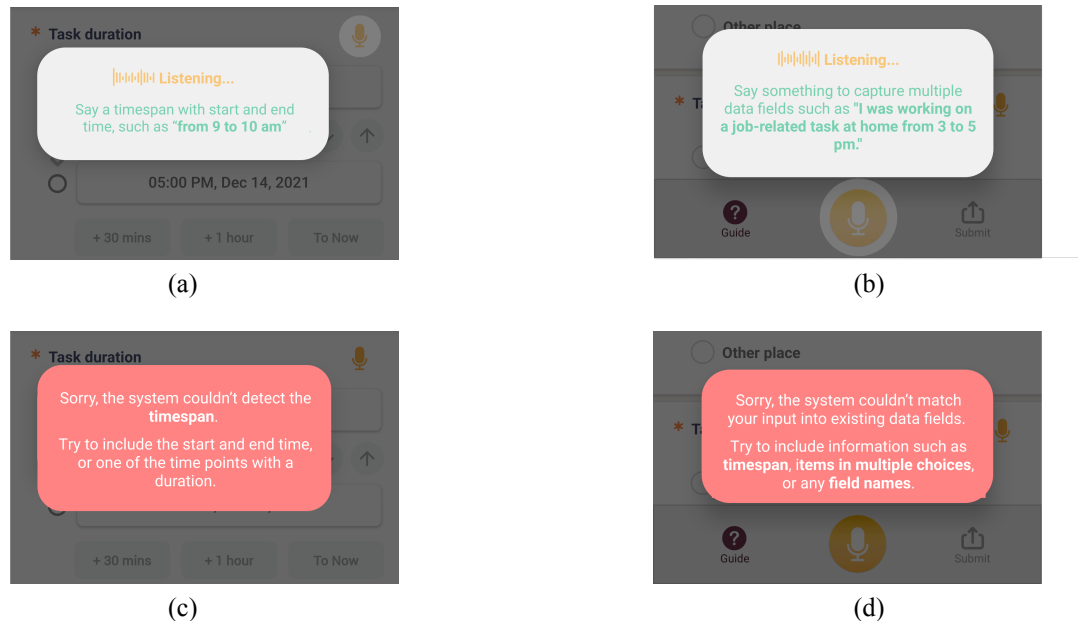 * Task duration
Listening...
Say a timespan with start and end
time, such as “from 9 to 10 am”
05:00 PM, Dec 14, 2021
+ 30 mins + 1 hour To Now
(a)
Other place
Listening...
Say something to capture multiple
data fields such as "I was working on
a job-related task at home from 3 to 5
pm."
* Ta
? Guide
Submit
(b)
* Task duration
Sorry, the system couldn’t detect the
timespan.
Try to include the start and end time,
or one of the time points with a
duration.
+ 30 mins + 1 hour To Now
(c)
Other place
Sorry, the system couldn’t match
your input into existing data fields.
Try to include information such as
timespan, items in multiple choices,
or any field names.
* T
? Guide
Submit
(d)